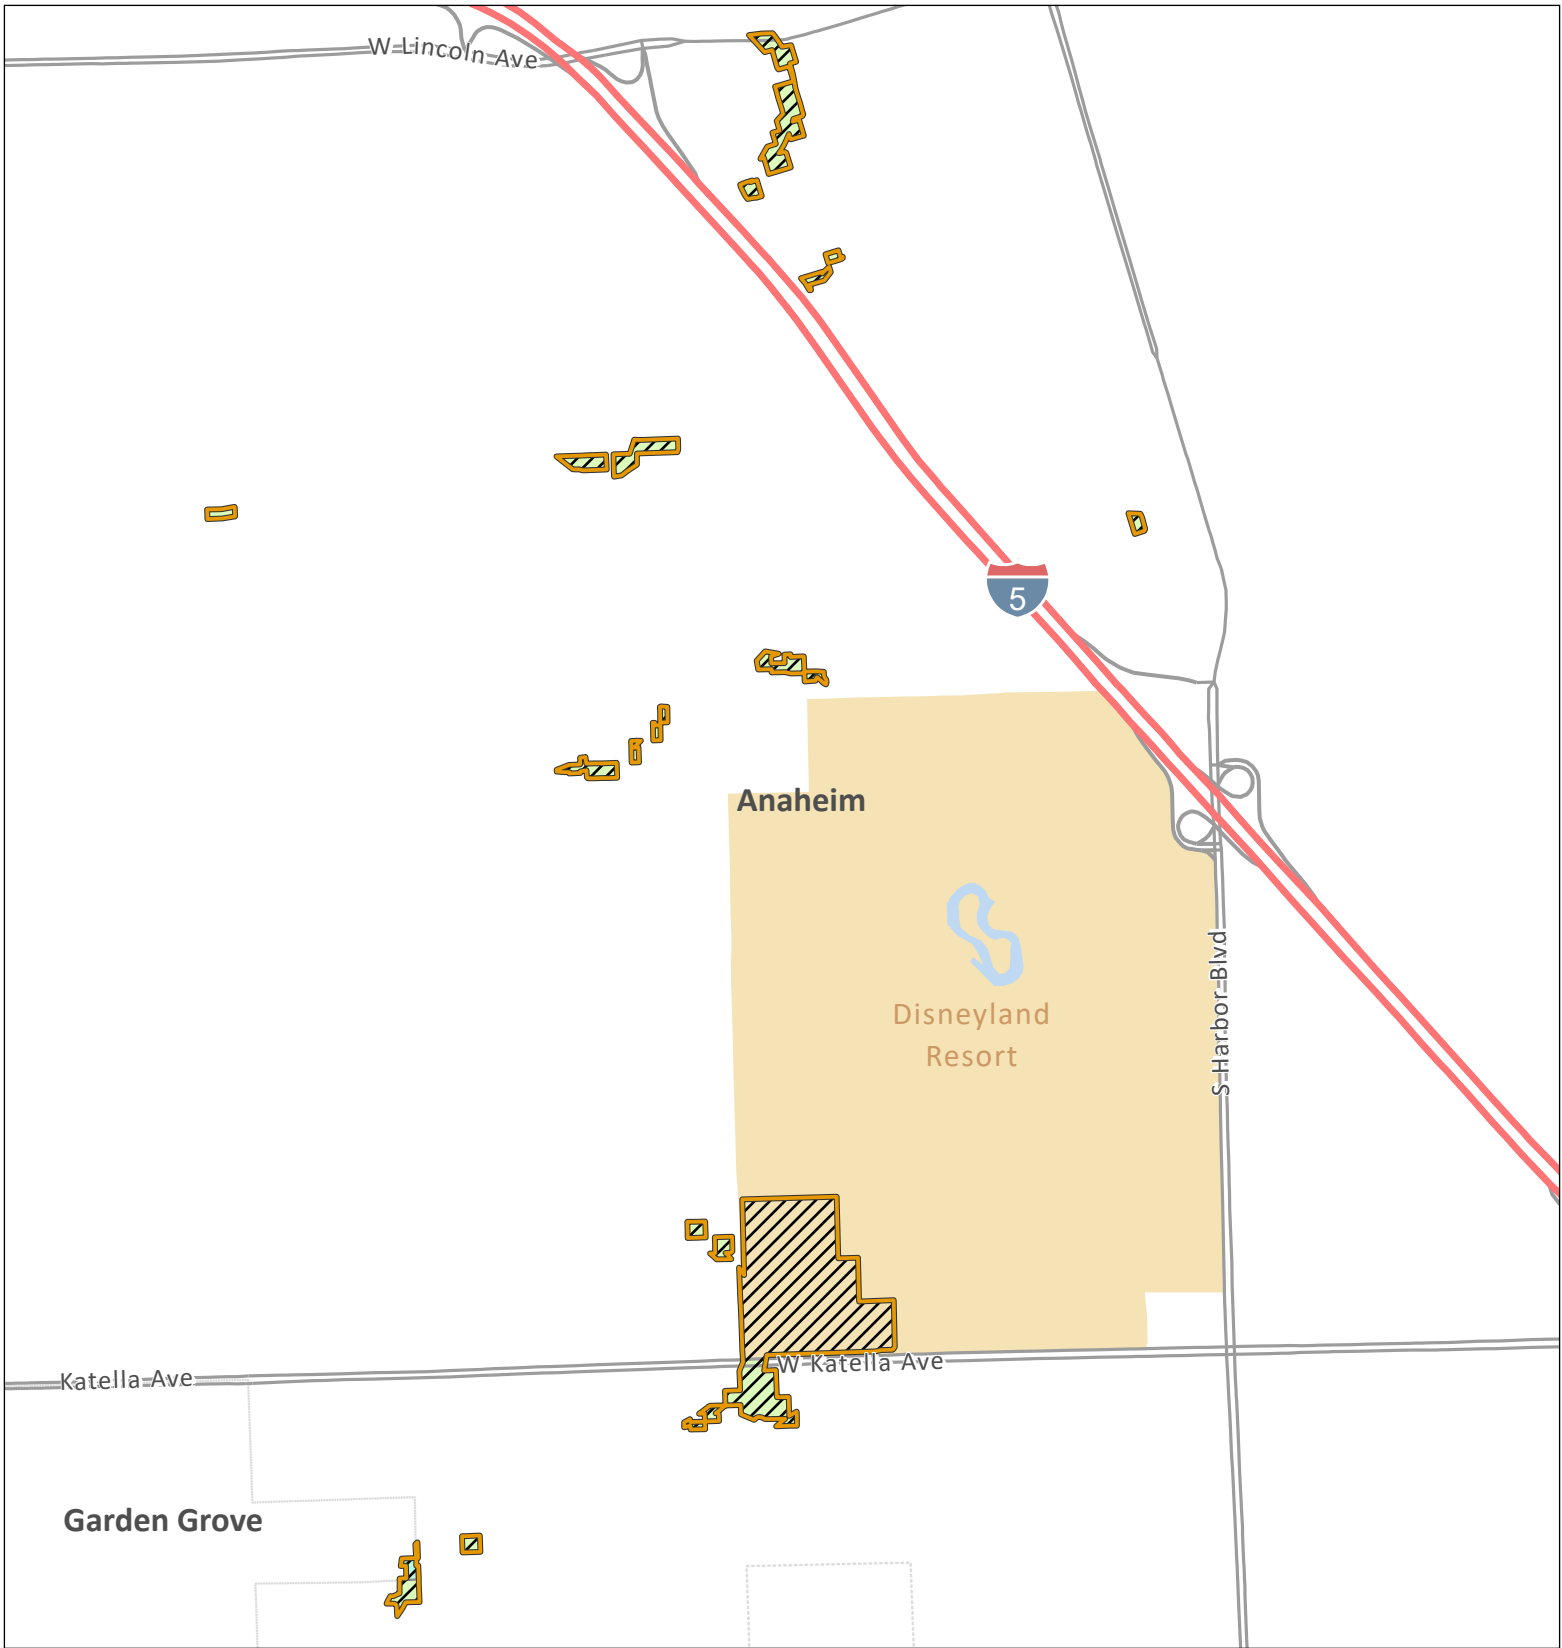 W Lincoln Ave
5
Anaheim
Disneyland
Resort
S Harbor Blvd
W Katella Ave
Katella Ave
Garden Grove